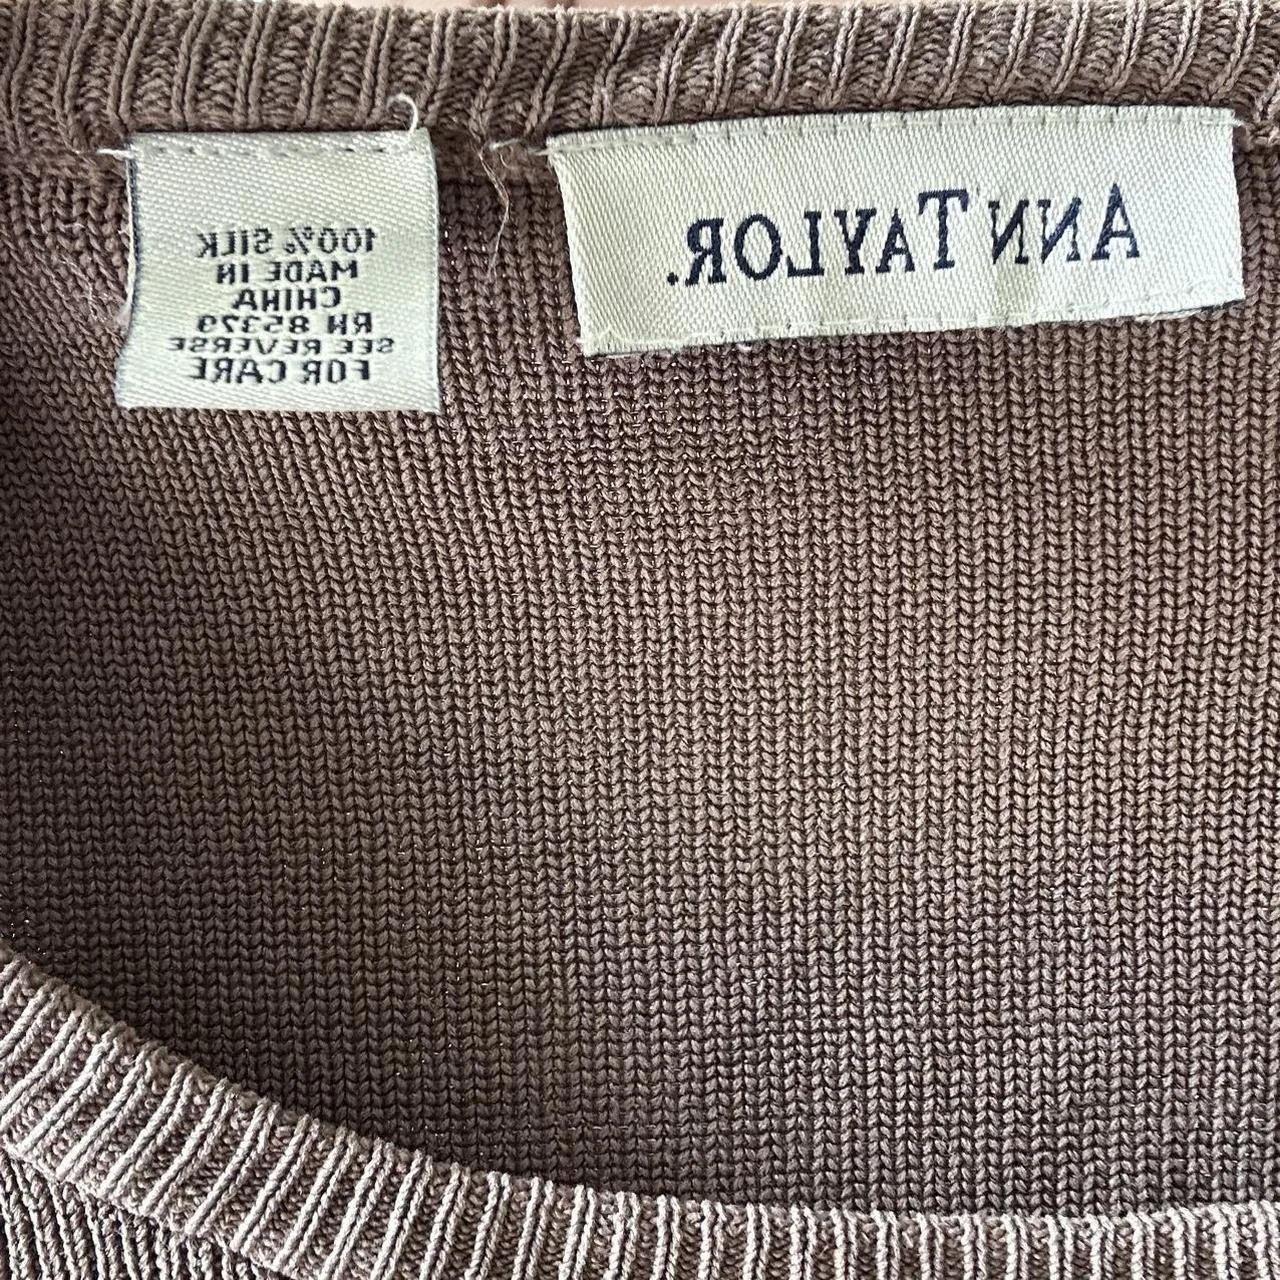 ANN TAYLOR.
100% SILK
MADE IN
CHINA
RN 85379
SEE REVERSE
FOR CARE